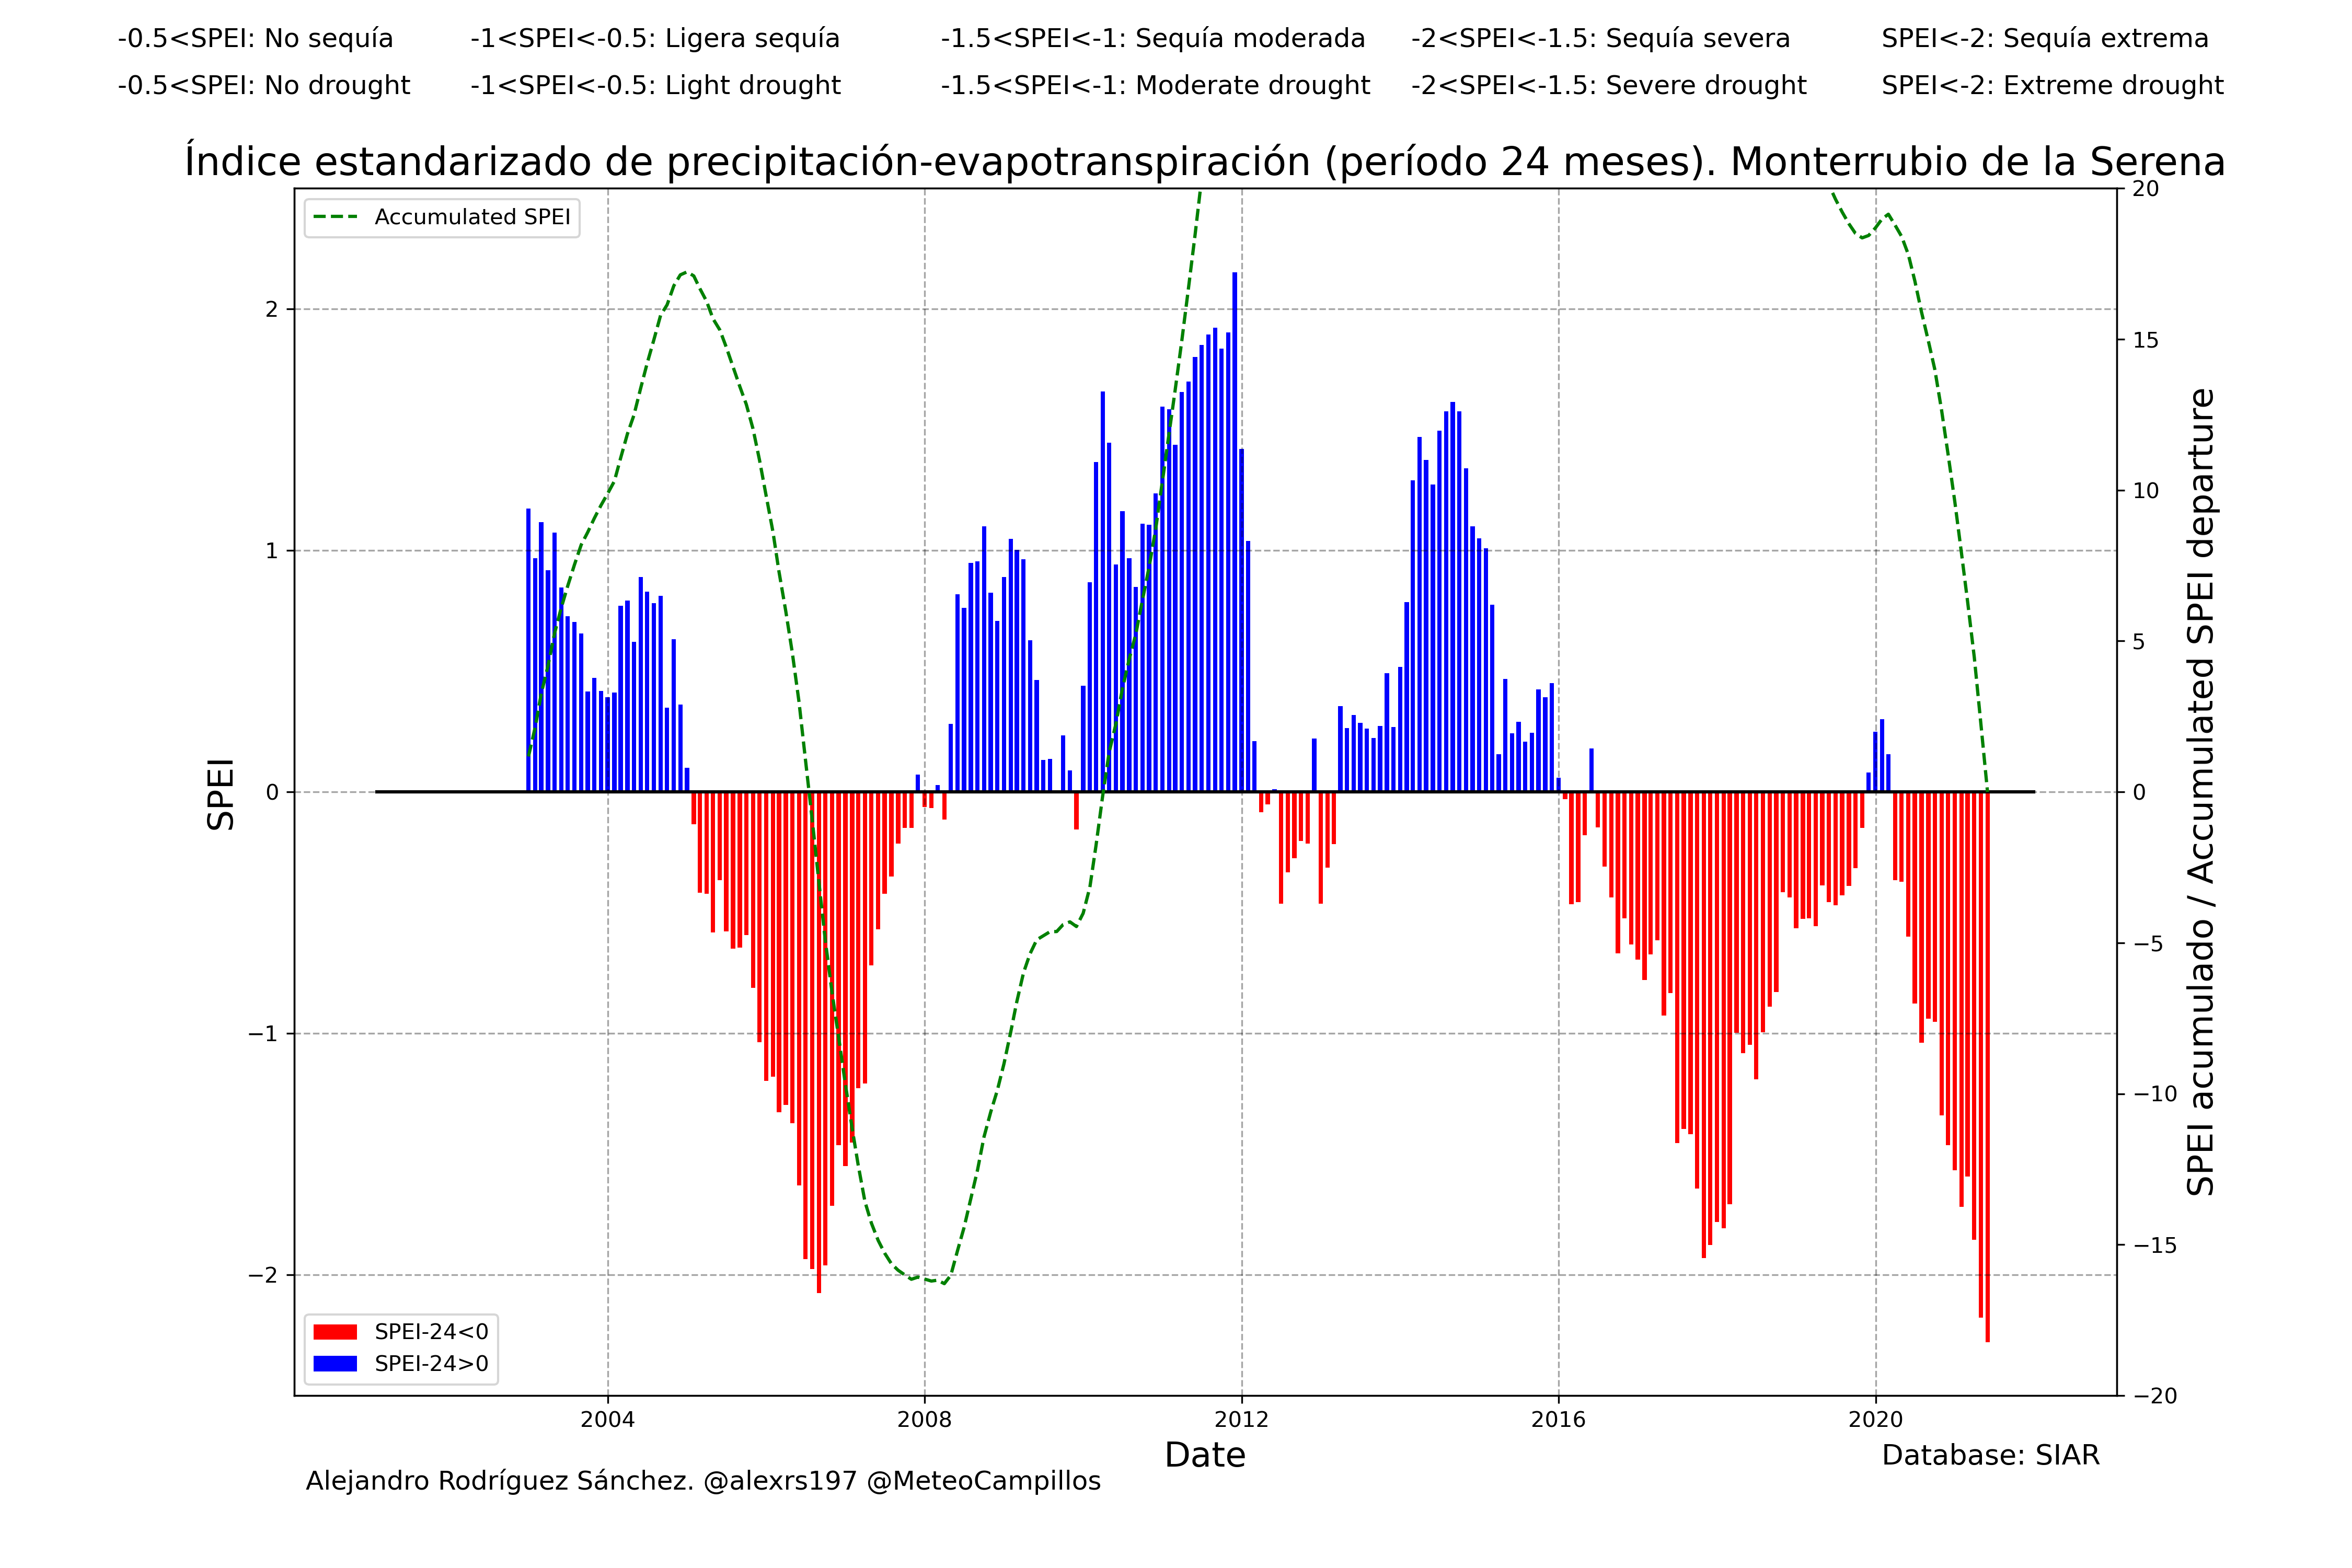 -0.5<SPEI: No sequía -1<SPEI<-0.5: Ligera sequía -1.5<SPEI<-1: Sequía moderada -2<SPEI<-1.5: Sequía severa SPEI<-2: Sequía extrema
-0.5<SPEI: No drought -1<SPEI<-0.5: Light drought -1.5<SPEI<-1: Moderate drought -2<SPEI<-1.5: Severe drought SPEI<-2: Extreme drought
Índice estandarizado de precipitación-evapotranspiración (período 24 meses). Monterrubio de la Serena
Accumulated SPEI
SPEI
2
1
0
−1
−2
20
15
10
5
0
−5
−10
−15
−20
SPEI acumulado / Accumulated SPEI departure
SPEI-24<0
SPEI-24>0
2004 2008 2012 2016 2020
Date
Database: SIAR
Alejandro Rodríguez Sánchez. @alexrs197 @MeteoCampillos